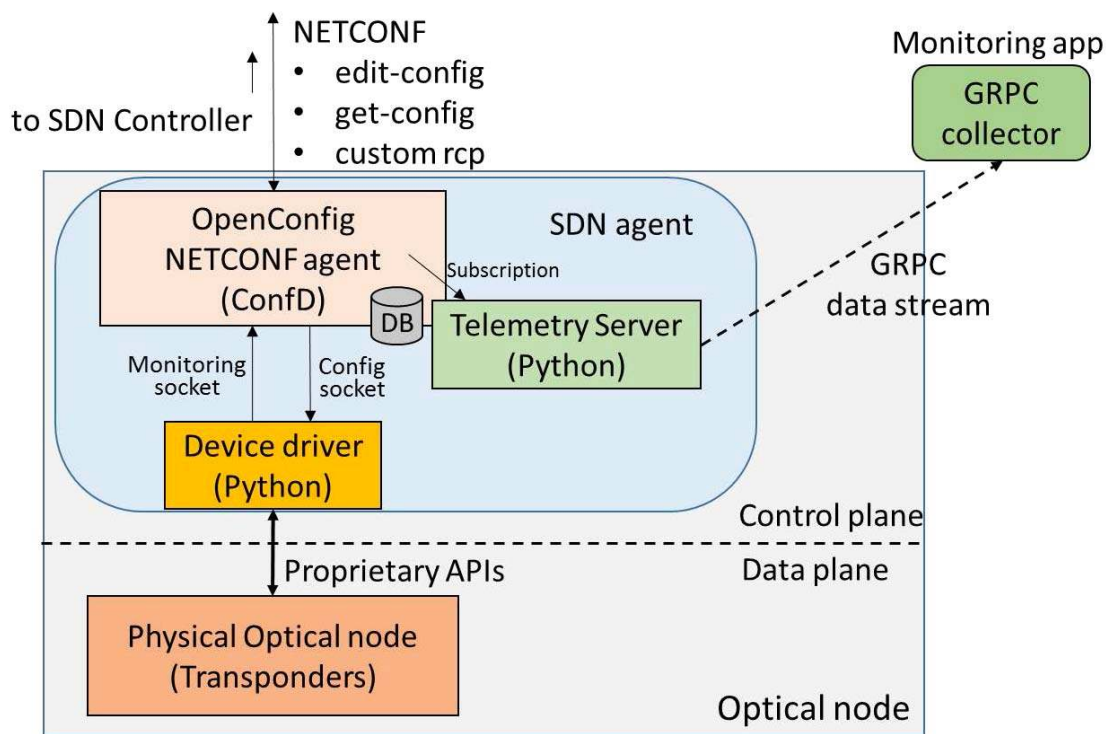 NETCONF
• edit-config
• get-config
• custom rcp
to SDN Controller
Monitoring app
GRPC
collector
OpenConfig
NETCONF agent
(ConfD)
SDN agent
Subscription
DB
Telemetry Server
(Python)
GRPC
data stream
Monitoring
socket
Config
socket
Device driver
(Python)
Control plane
Data plane
Proprietary APIs
Physical Optical node
(Transponders)
Optical node